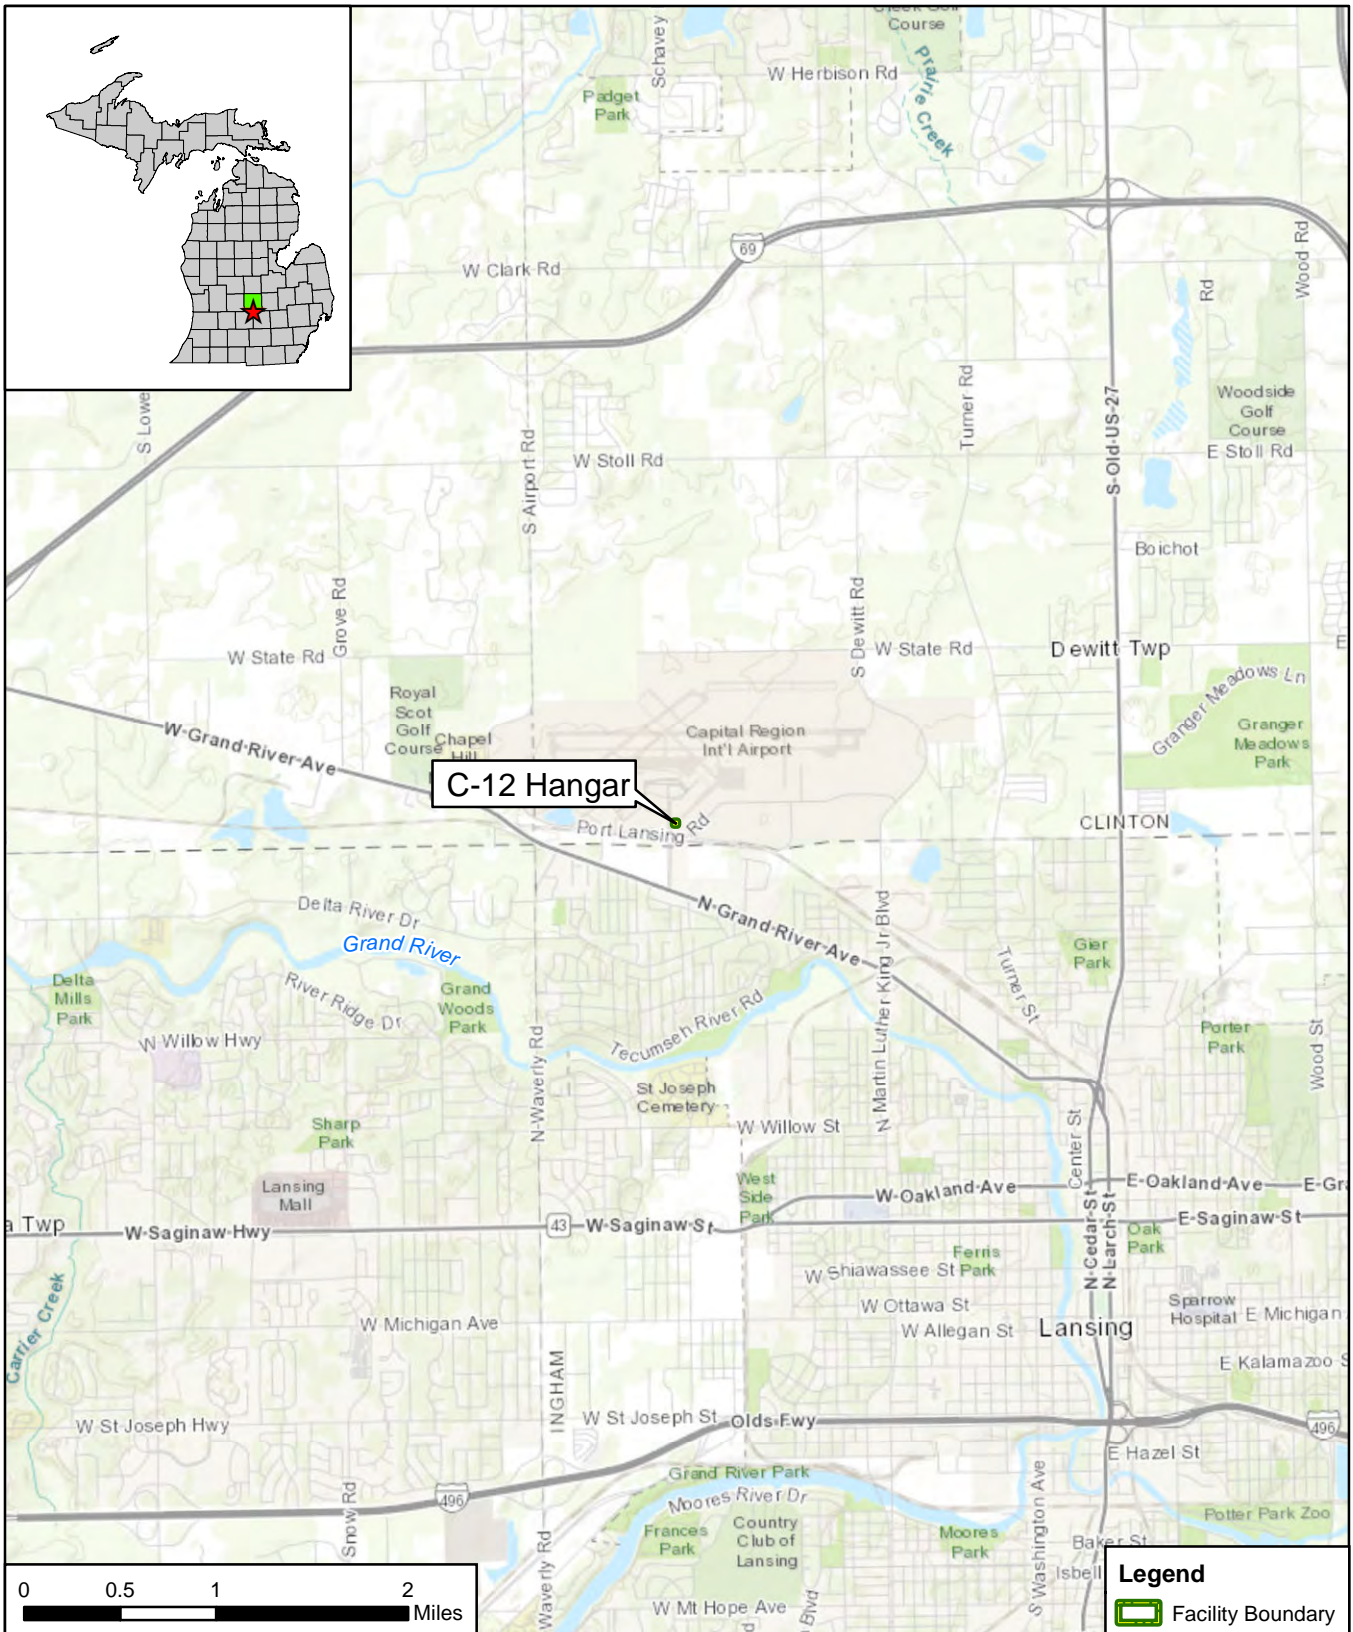 Creek Golf
Course
Schavey
W Herbison Rd
Prairie Creek
Padget
Park
69
W Clark Rd
Wood Rd
Rd
S Lowe
S Airport Rd
W Stoll Rd
Turner Rd
S-Old-US-27
Woodside
Golf
Course
E Stoll Rd
Boichot
Grove Rd
S Dewitt Rd
W State Rd
W State Rd
Dewitt Twp
Granger Meadows Ln
Granger
Meadows
Park
Royal
Scot
Golf
Course
Chapel
Hill
W-Grand-River-Ave
Capital Region
Int'l Airport
C-12 Hangar
Port Lansing Rd
CLINTON
Delta River Dr
Grand River
N-Grand-River-Ave
N Martin Luther King Jr Blvd
Turner St
Gier
Park
Delta
Mills
Park
River Ridge Dr
Grand
Woods
Park
Tecumseh River Rd
W Willow Hwy
N-Waverly Rd
Porter
Park
Wood St
St Joseph
Cemetery
Sharp
Park
W Willow St
Center St
Lansing
Mall
West
Side
Park
W-Oakland-Ave
E-Oakland-Ave
E-Gr
a Twp
W-Saginaw-Hwy
43
W-Saginaw-St
E-Saginaw-St
N-Cedar-St
N-Larch-St
Oak
Park
Ferris
Park
W Shiawassee St
Carrier Creek
W Ottawa St
Sparrow
Hospital
E Michigan
W Michigan Ave
W Allegan St
Lansing
E Kalamazoo S
INGHAM
W St Joseph Hwy
W St Joseph St
Olds-Fwy
496
E Hazel St
Grand River Park
496
Moores River Dr
Snow Rd
S Washington Ave
Potter Park Zoo
Frances
Park
Country
Club of
Lansing
Moores
Park
Baker St
Isbell
Waverly Rd
W Mt Hope Ave
Blvd
0 0.5 1 2
Miles
Legend
Facility Boundary